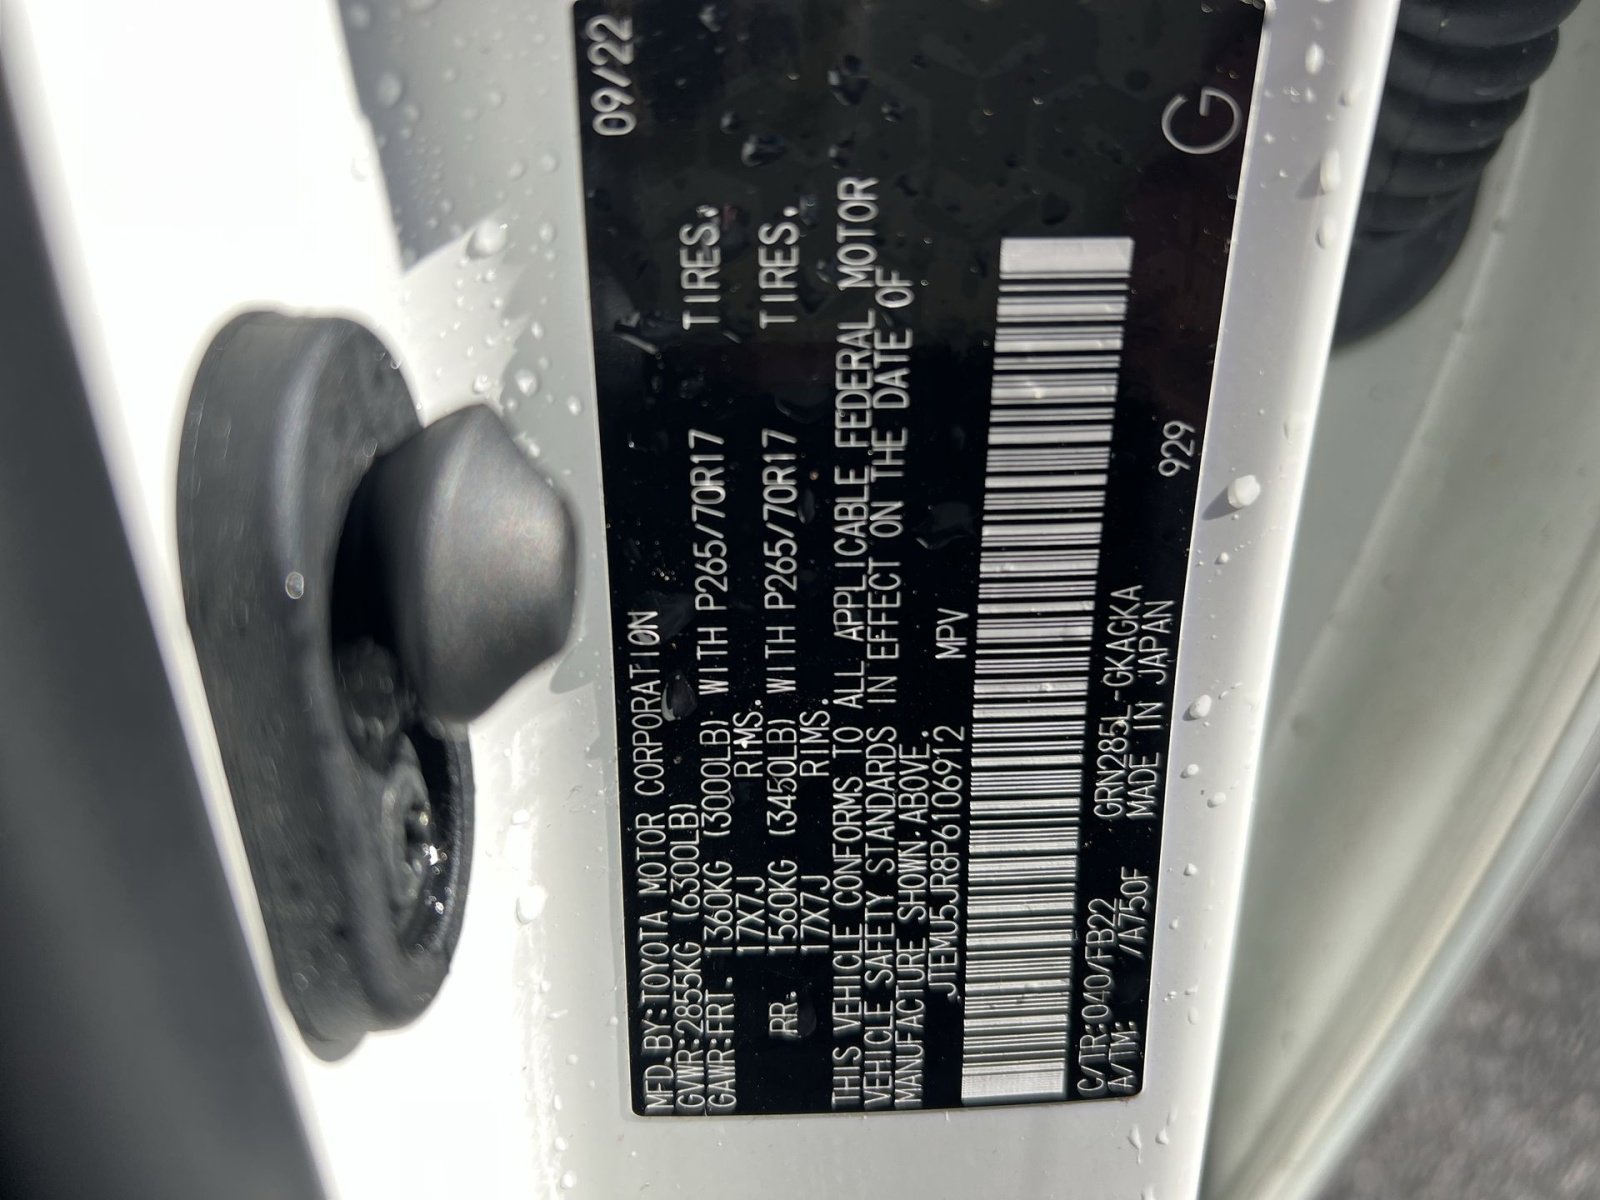 MFD.BY:TOYOTA MOTOR CORPORATION 09/22
GVWR:2855KG (6300LB)
GAWR:FRT. 1360KG (3000LB) WITH P265/70R17 TIRES.
17X7J RIMS.
RR. 1560KG (3450LB) WITH P265/70R17 TIRES.
17X7J RIMS.
THIS VEHICLE CONFORMS TO ALL APPLICABLE FEDERAL MOTOR
VEHICLE SAFETY STANDARDS IN EFFECT ON THE DATE OF
MANUFACTURE SHOWN ABOVE.
JTEMU5JR8P6106912 MPV
C/TR:040/FB22 GRN285L-GKAGKA
A/TM: /A750F MADE IN JAPAN 929
G